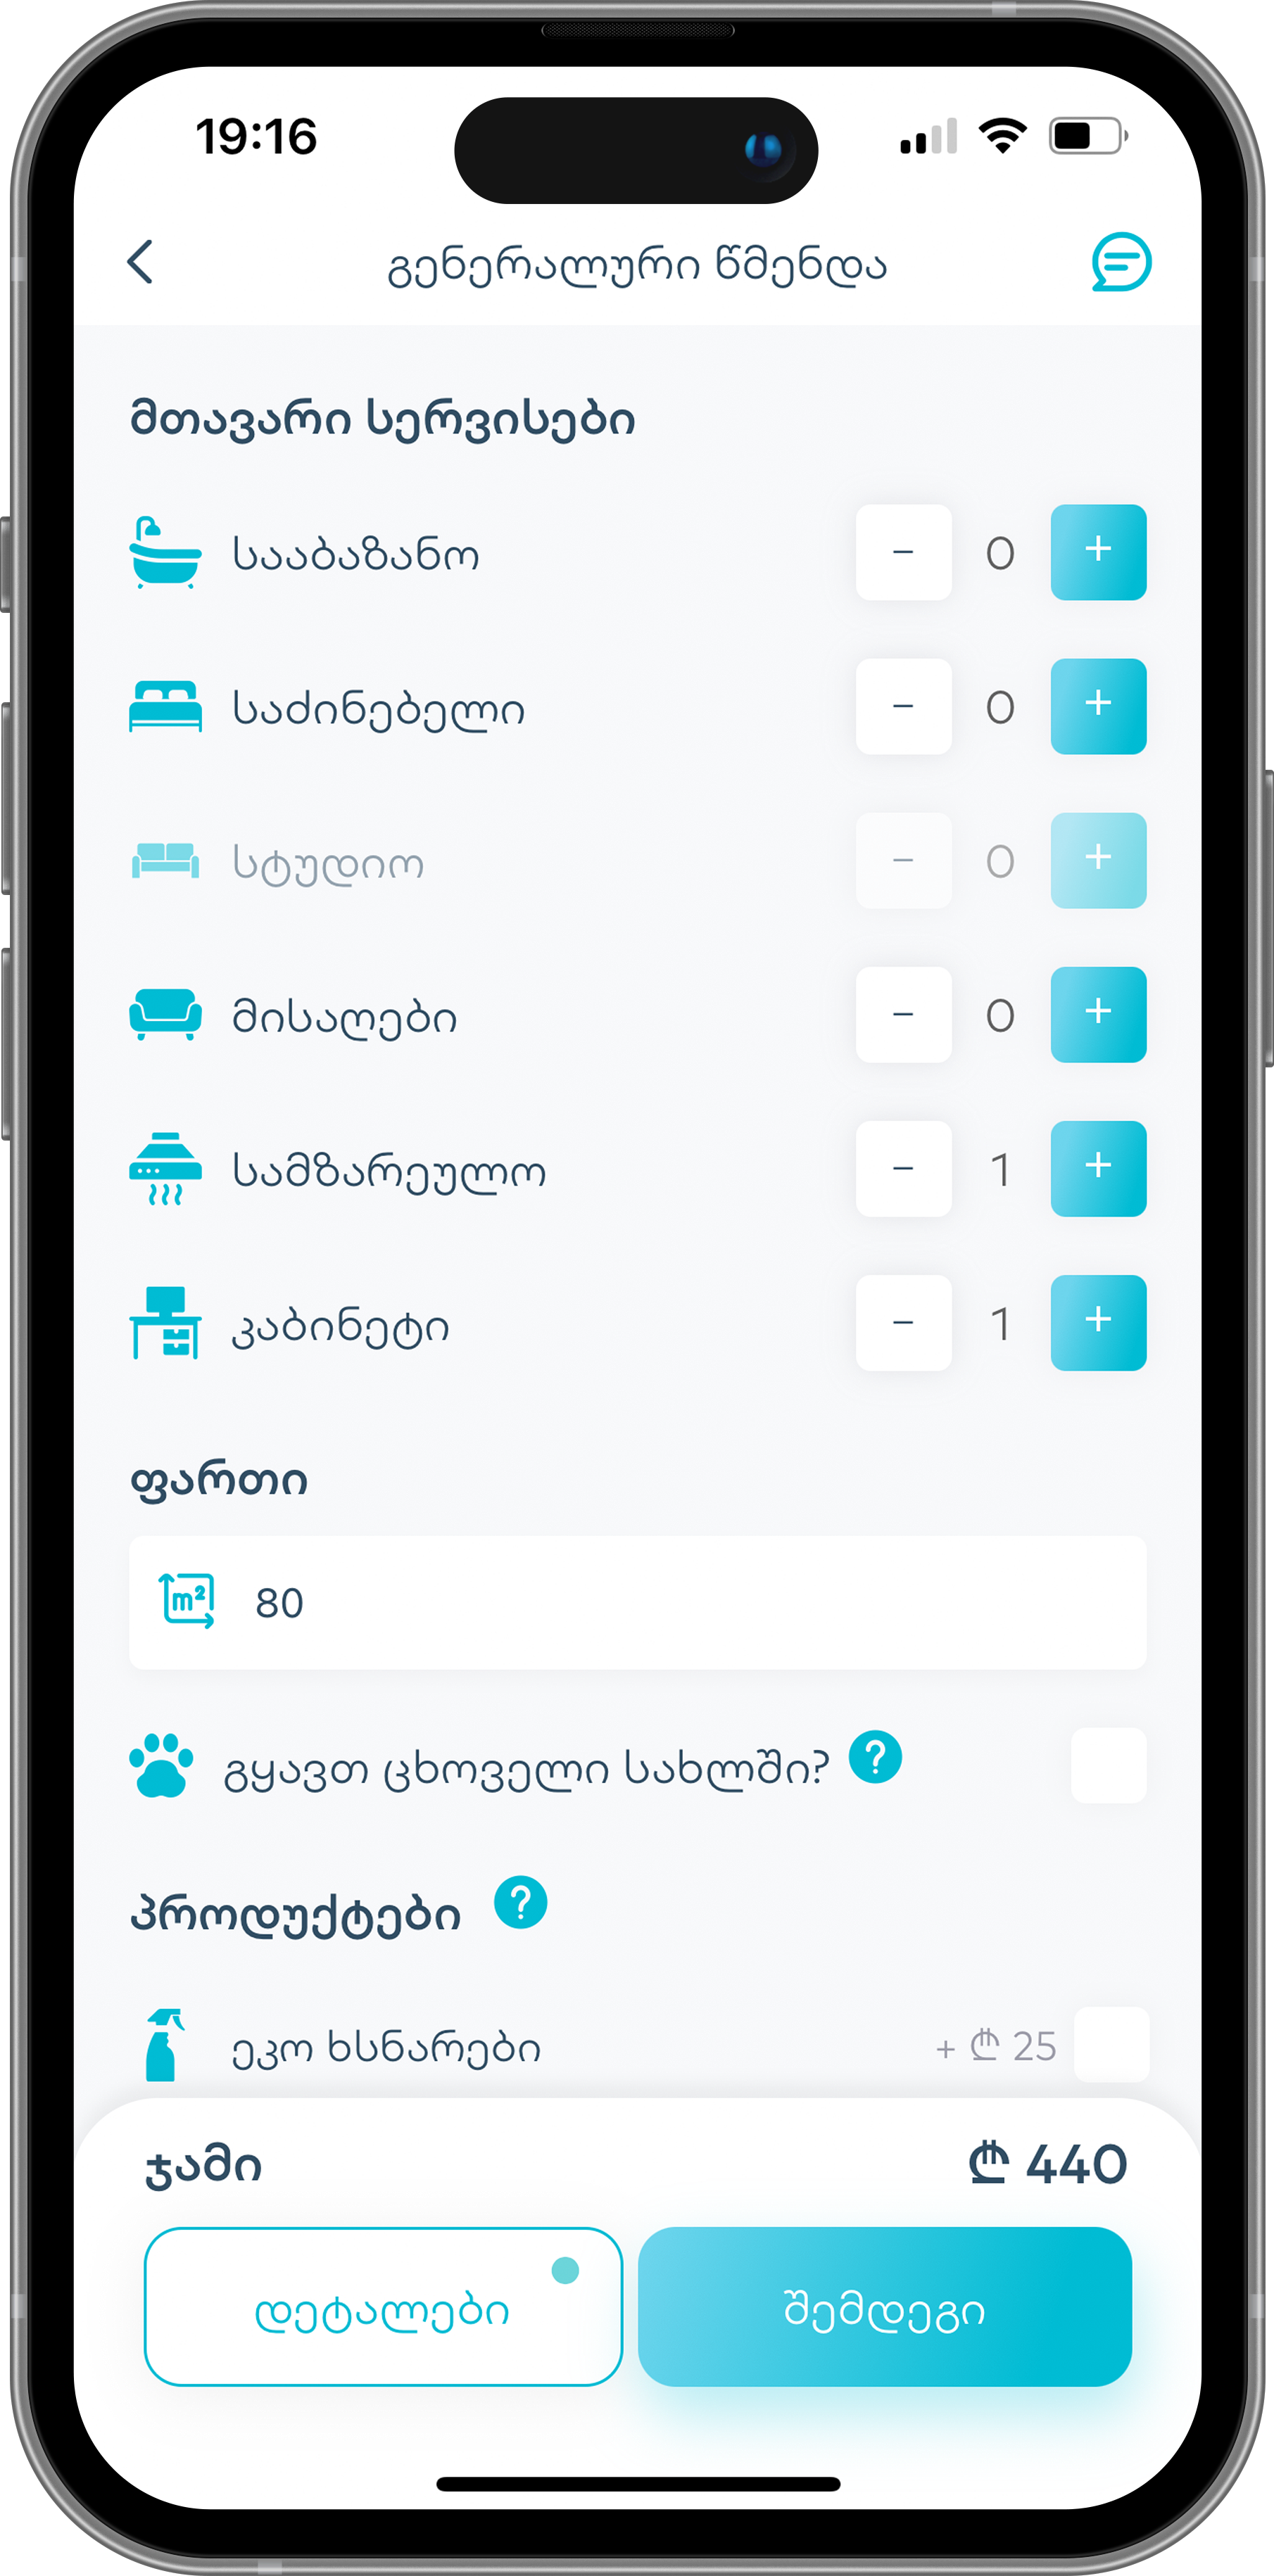 19:16
გენერალური წმენდა
მთავარი სერვისები
სააბაზანო - 0 +
საძინებელი - 0 +
სტუდიო - 0 +
მისაღები - 0 +
სამზარეულო - 1 +
კაბინეტი - 1 +
ფართი
m² 80
გყავთ ცხოველი სახლში? ?
პროდუქტები ?
ეკო ხსნარები + ₾ 25
ჯამი ₾ 440
დეტალები შემდეგი